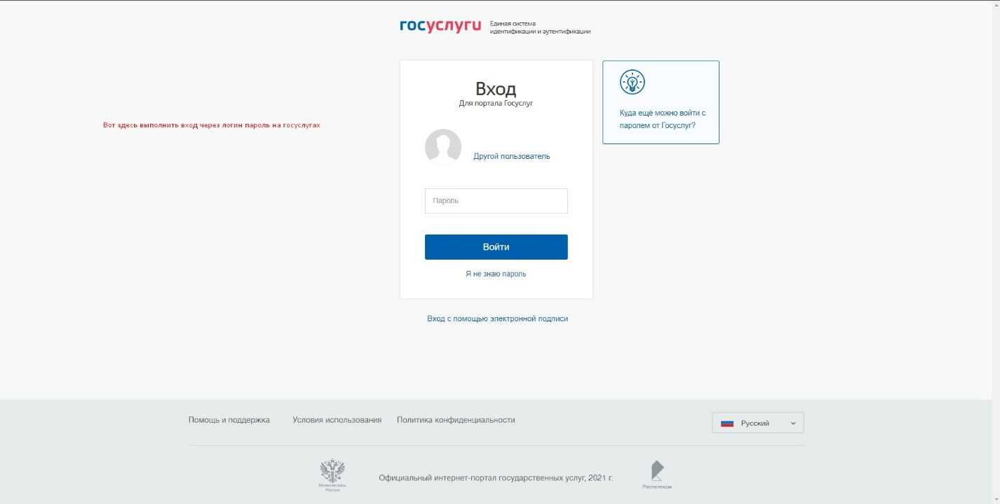 госуслуги
Единая система
идентификации и аутентификации
Вход
Для портала Госуслуг
Куда ещё можно войти с
паролем от Госуслуг?
Вот здесь выполнить вход через логин пароль на госуслугах
Другой пользователь
Пароль
Войти
Я не знаю пароль
Вход с помощью электронной подписи
Помощь и поддержка
Условия использования
Политика конфиденциальности
Русский
Официальный интернет-портал государственных услуг, 2021 г.
Минкомсвязь
России
Ростелеком